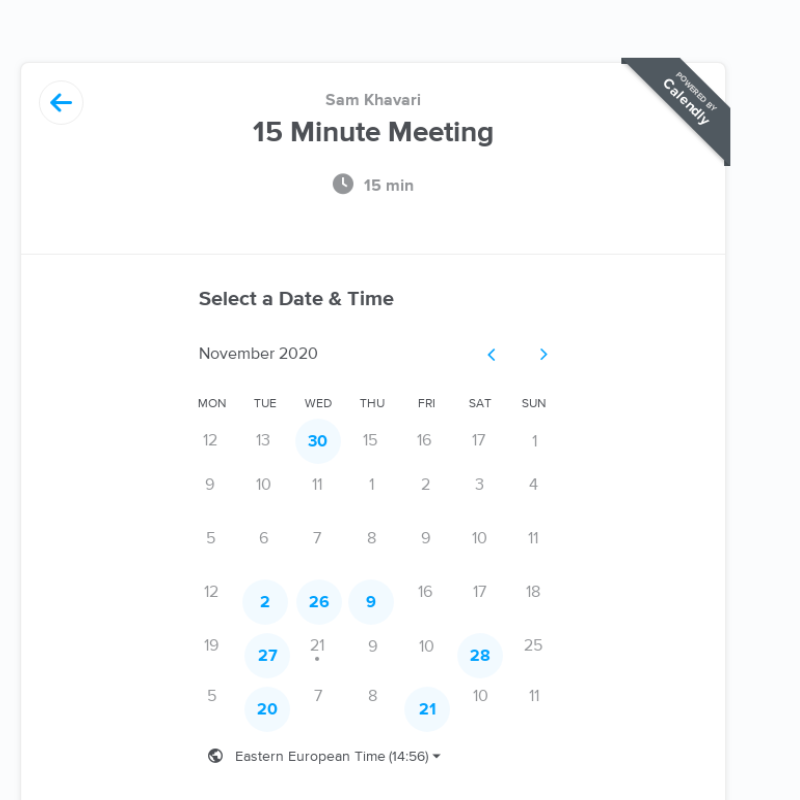 POWERED BY
Calendly
Sam Khavari
15 Minute Meeting
15 min
Select a Date & Time
November 2020
MON TUE WED THU FRI SAT SUN
12 13 30 15 16 17 1
9 10 11 1 2 3 4
5 6 7 8 9 10 11
12 2 26 9 16 17 18
19 27 21 9 10 28 25
5 20 7 8 21 10 11
Eastern European Time (14:56)